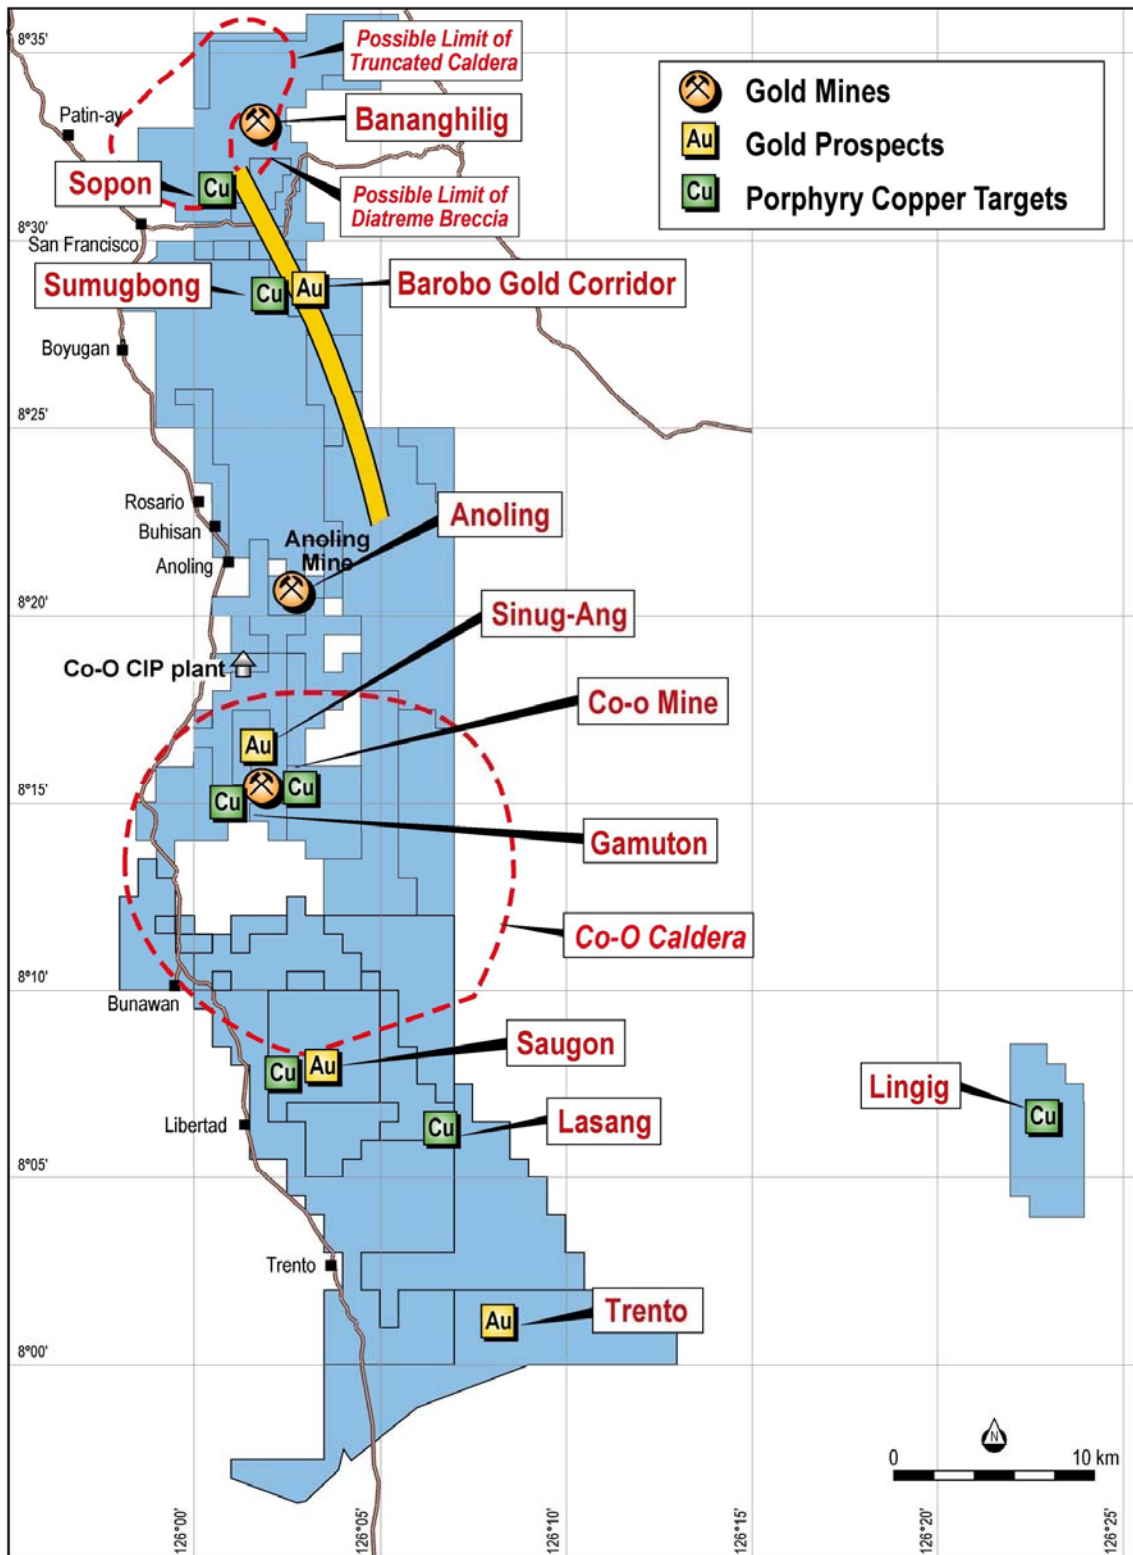 8°35'
Possible Limit of
Truncated Caldera
Gold Mines
Au
Gold Prospects
Cu
Porphyry Copper Targets
Patin-ay
Bananghilig
Sopon
Cu
Possible Limit of
Diatreme Breccia
8°30'
San Francisco
Sumugbong
Cu
Au
Barobo Gold Corridor
Boyugan
8°25'
Rosario
Buhisan
Anoling
Anoling
Mine
Anoling
8°20'
Sinug-Ang
Co-O CIP plant
Co-o Mine
Au
Cu
Cu
8°15'
Gamuton
Co-O Caldera
8°10'
Bunawan
Saugon
Cu
Au
Lingig
Cu
Libertad
Cu
Lasang
8°05'
Trento
Au
Trento
8°00'
N
0
10 km
126°00'
126°05'
126°10'
126°15'
126°20'
126°25'